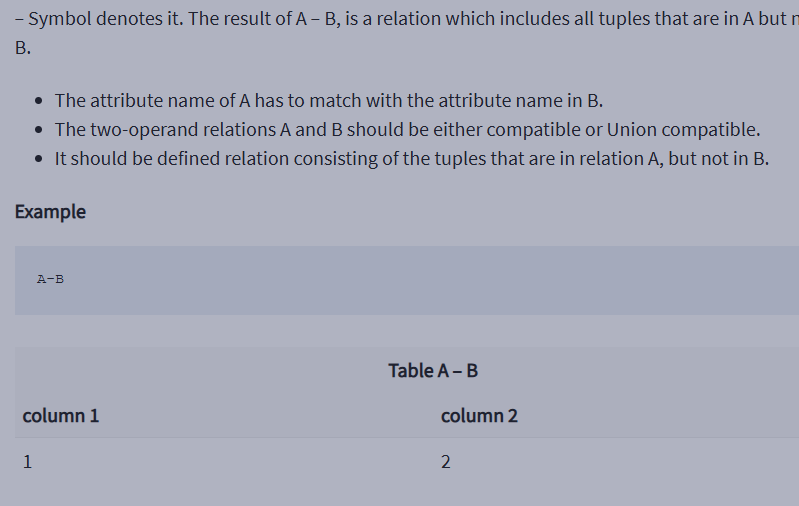 – Symbol denotes it. The result of A – B, is a relation which includes all tuples that are in A but
B.
• The attribute name of A has to match with the attribute name in B.
• The two-operand relations A and B should be either compatible or Union compatible.
• It should be defined relation consisting of the tuples that are in relation A, but not in B.
Example
A-B
Table A – B
column 1 column 2
1 2